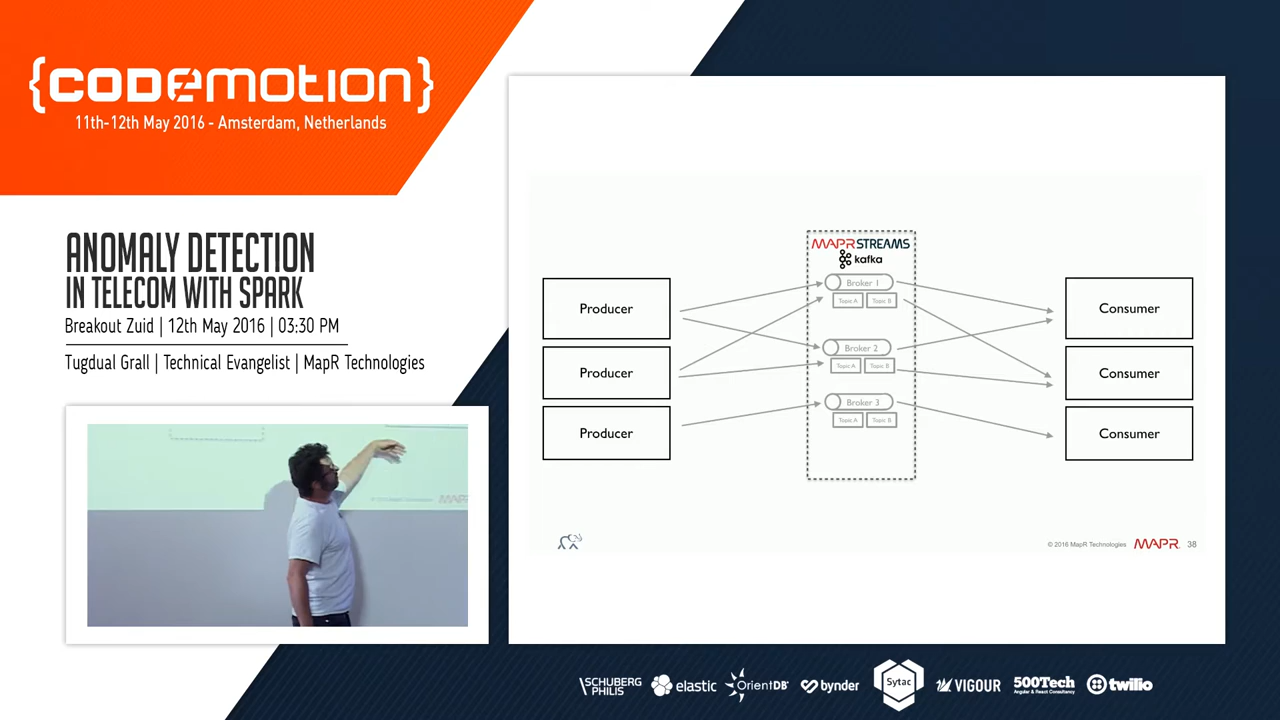 {CODEMOTION}
11th-12th May 2016 - Amsterdam, Netherlands
ANOMALY DETECTION
IN TELECOM WITH SPARK
Breakout Zuid | 12th May 2016 | 03:30 PM
Tugdual Grall | Technical Evangelist | MapR Technologies
MAPR STREAMS
kafka
Producer
Producer
Producer
Broker 1
Topic A
Topic B
Broker 2
Topic A
Topic B
Broker 3
Topic A
Topic B
Consumer
Consumer
Consumer
© 2016 MapR Technologies
MAPR
38
SCHUBERG
PHILIS
elastic
OrientDB
bynder
Sytac
VIGOUR
500Tech
Angular & React Consultancy
twilio